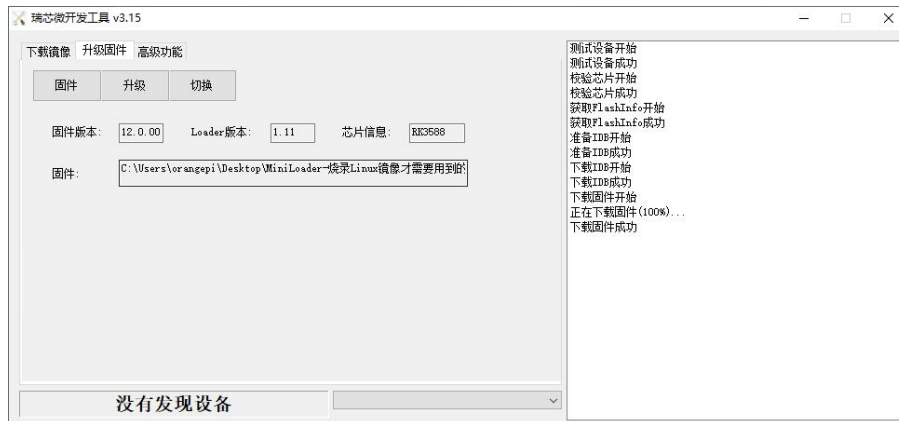 瑞芯微开发工具 v3.15
下载镜像 升级固件 高级功能
固件 升级 切换
固件版本: 12.0.00 Loader版本: 1.11 芯片信息: RK3588
固件: C:\Users\orangepi\Desktop\MiniLoader-烧录Linux镜像才需要用到的
没有发现设备
测试设备开始
测试设备成功
校验芯片开始
校验芯片成功
获取FlashInfo开始
获取FlashInfo成功
准备IDB开始
准备IDB成功
下载IDB开始
下载IDB成功
下载固件开始
正在下载固件(100%)...
下载固件成功